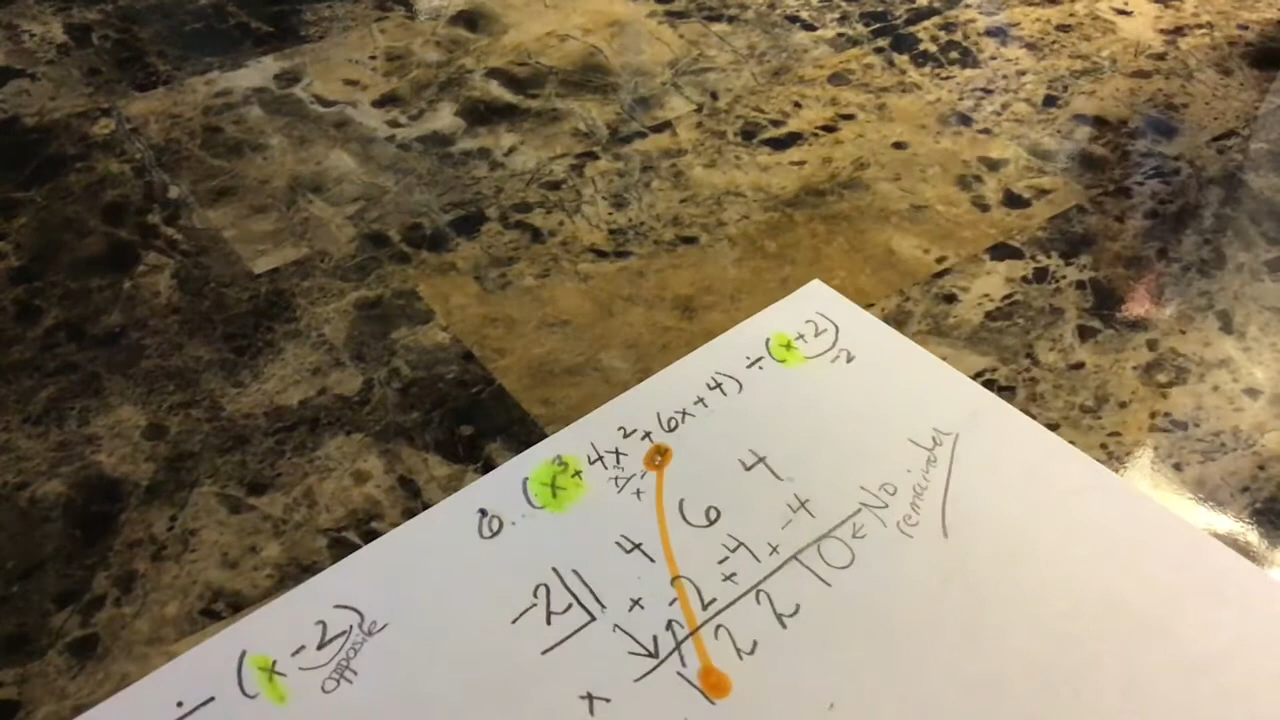 6. (x³+4x²+6x+4) ÷ (x+2)
-2
-2 1 4 6 4
+ -2 + -4 + -4
1 2 2 0 ← No remainder
÷ (x-2)
opposite
x